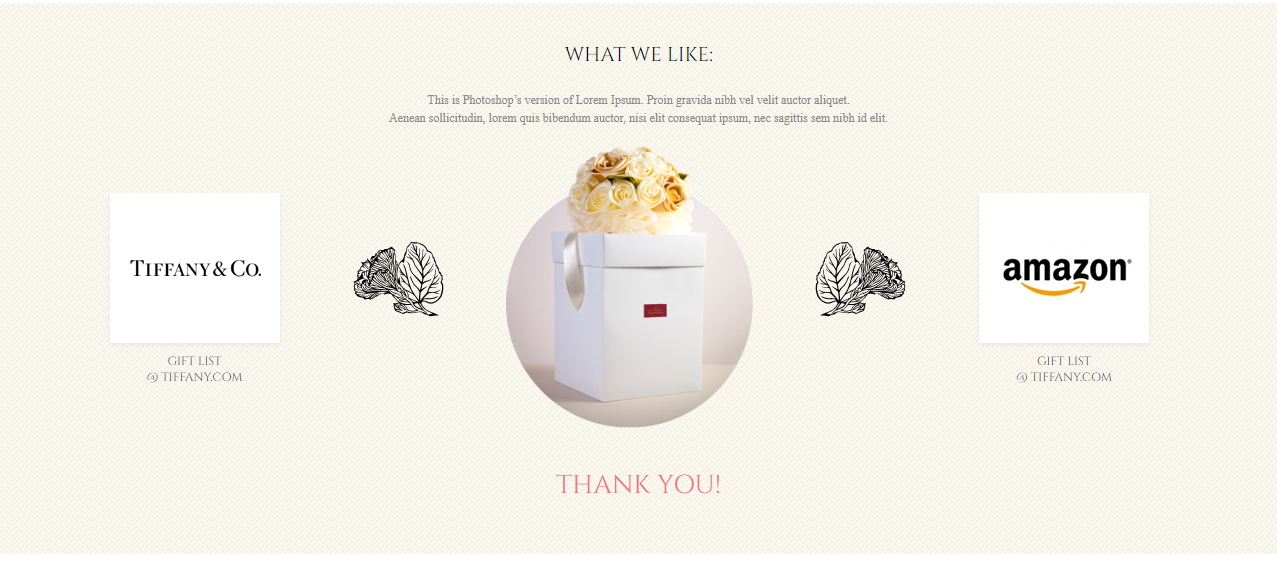 WHAT WE LIKE:
This is Photoshop's version of Lorem Ipsum. Proin gravida nibh vel velit auctor aliquet.
Aenean sollicitudin, lorem quis bibendum auctor, nisi elit consequat ipsum, nec sagittis sem nibh id elit.
TIFFANY & CO.
GIFT LIST
@ TIFFANY.COM
amazon®
GIFT LIST
@ TIFFANY.COM
THANK YOU!